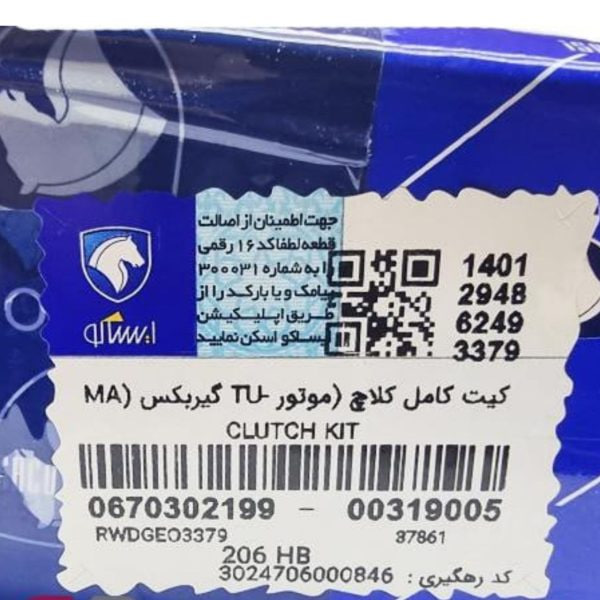 جهت اطمینان از اصالت
قطعه لطفا کد ۱۶ رقمی
را به شماره ۳۰۰۰۳۱
پیامک و یا بارکد را از
طریق اپلیکیشن
ایساکو اسکن نمایید
1401
2948
6249
3379
ایساکو
کیت کامل کلاچ (موتور TU- گیربکس MA)
CLUTCH KIT
0670302199 - 00319005
RWDGEO3379 37861
206 HB
کد رهگیری : 3024706000846